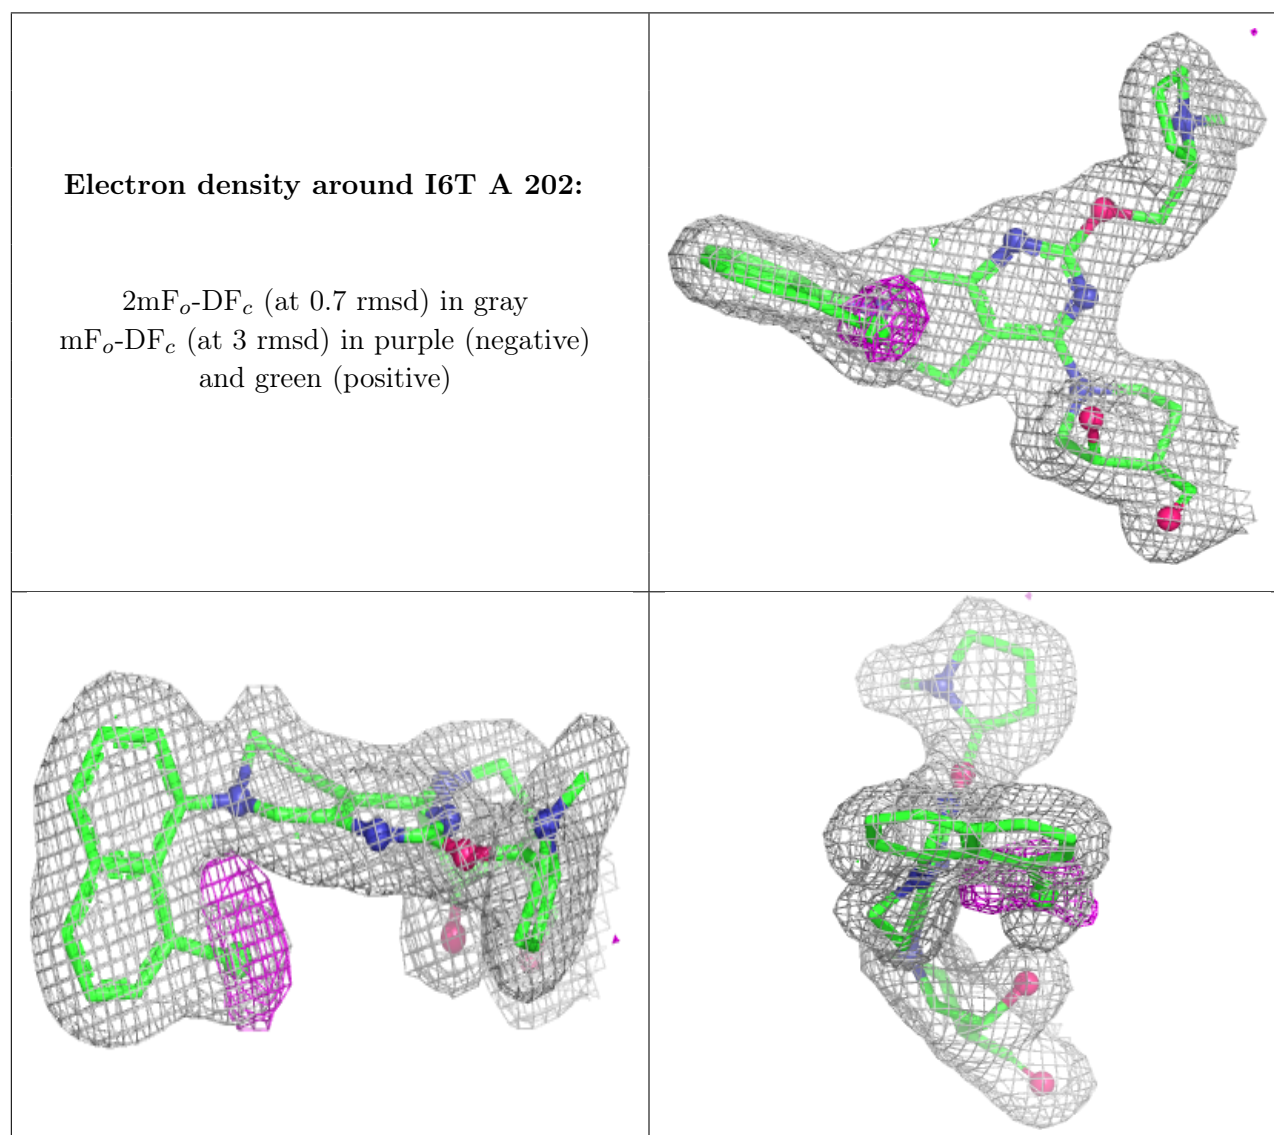 Electron density around I6T A 202:
2mFo-DFc (at 0.7 rmsd) in gray
mFo-DFc (at 3 rmsd) in purple (negative)
and green (positive)